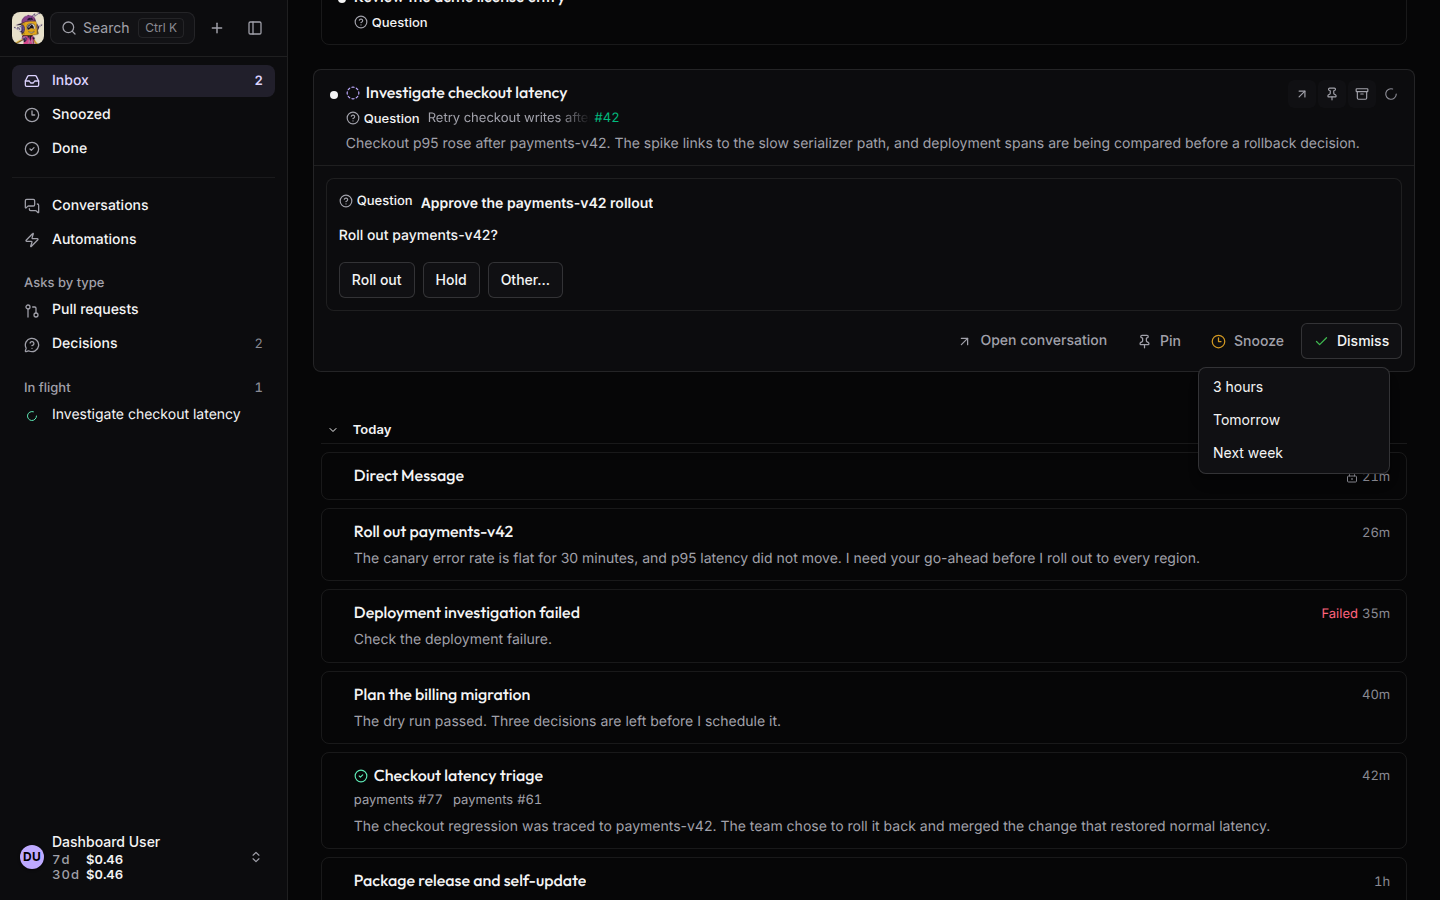 Search Ctrl K
Inbox 2
Snoozed
Done
Conversations
Automations
Asks by type
Pull requests
Decisions 2
In flight 1
Investigate checkout latency
Dashboard User
DU
7d $0.46
30d $0.46
Question
Investigate checkout latency
Question Retry checkout writes afte #42
Checkout p95 rose after payments-v42. The spike links to the slow serializer path, and deployment spans are being compared before a rollback decision.
Question Approve the payments-v42 rollout
Roll out payments-v42?
Roll out Hold Other...
Open conversation Pin Snooze Dismiss
3 hours
Tomorrow
Next week
Today
Direct Message 21m
Roll out payments-v42 26m
The canary error rate is flat for 30 minutes, and p95 latency did not move. I need your go-ahead before I roll out to every region.
Deployment investigation failed Failed 35m
Check the deployment failure.
Plan the billing migration 40m
The dry run passed. Three decisions are left before I schedule it.
Checkout latency triage 42m
payments #77 payments #61
The checkout regression was traced to payments-v42. The team chose to roll it back and merged the change that restored normal latency.
Package release and self-update 1h